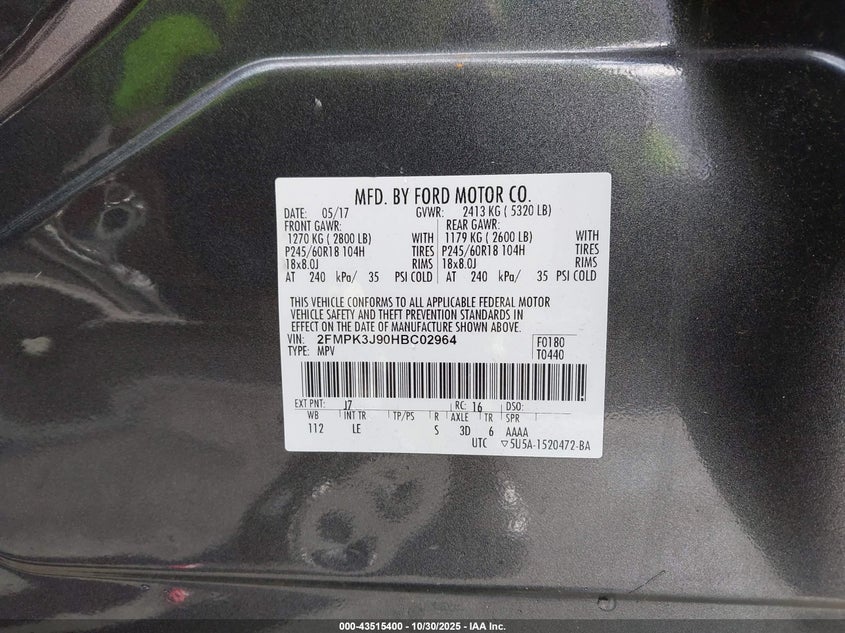 MFD. BY FORD MOTOR CO.
DATE: 05/17 GVWR: 2413 KG ( 5320 LB)
FRONT GAWR: REAR GAWR:
1270 KG ( 2800 LB) WITH 1179 KG ( 2600 LB) WITH
P245/60R18 104H TIRES P245/60R18 104H TIRES
18x8.0J RIMS 18x8.0J RIMS
AT 240 kPa/ 35 PSI COLD AT 240 kPa/ 35 PSI COLD
THIS VEHICLE CONFORMS TO ALL APPLICABLE FEDERAL MOTOR
VEHICLE SAFETY AND THEFT PREVENTION STANDARDS IN
EFFECT ON THE DATE OF MANUFACTURE SHOWN ABOVE.
VIN: 2FMPK3J90HBC02964 F0180
TYPE: MPV T0440
EXT PNT: J7 RC: 16 DSO:
WB INT TR TP/PS R AXLE TR SPR
112 LE S 3D 6 AAAA
UTC ▽5U5A-1520472-BA
000-43515400 - 10/30/2025 - IAA Inc.